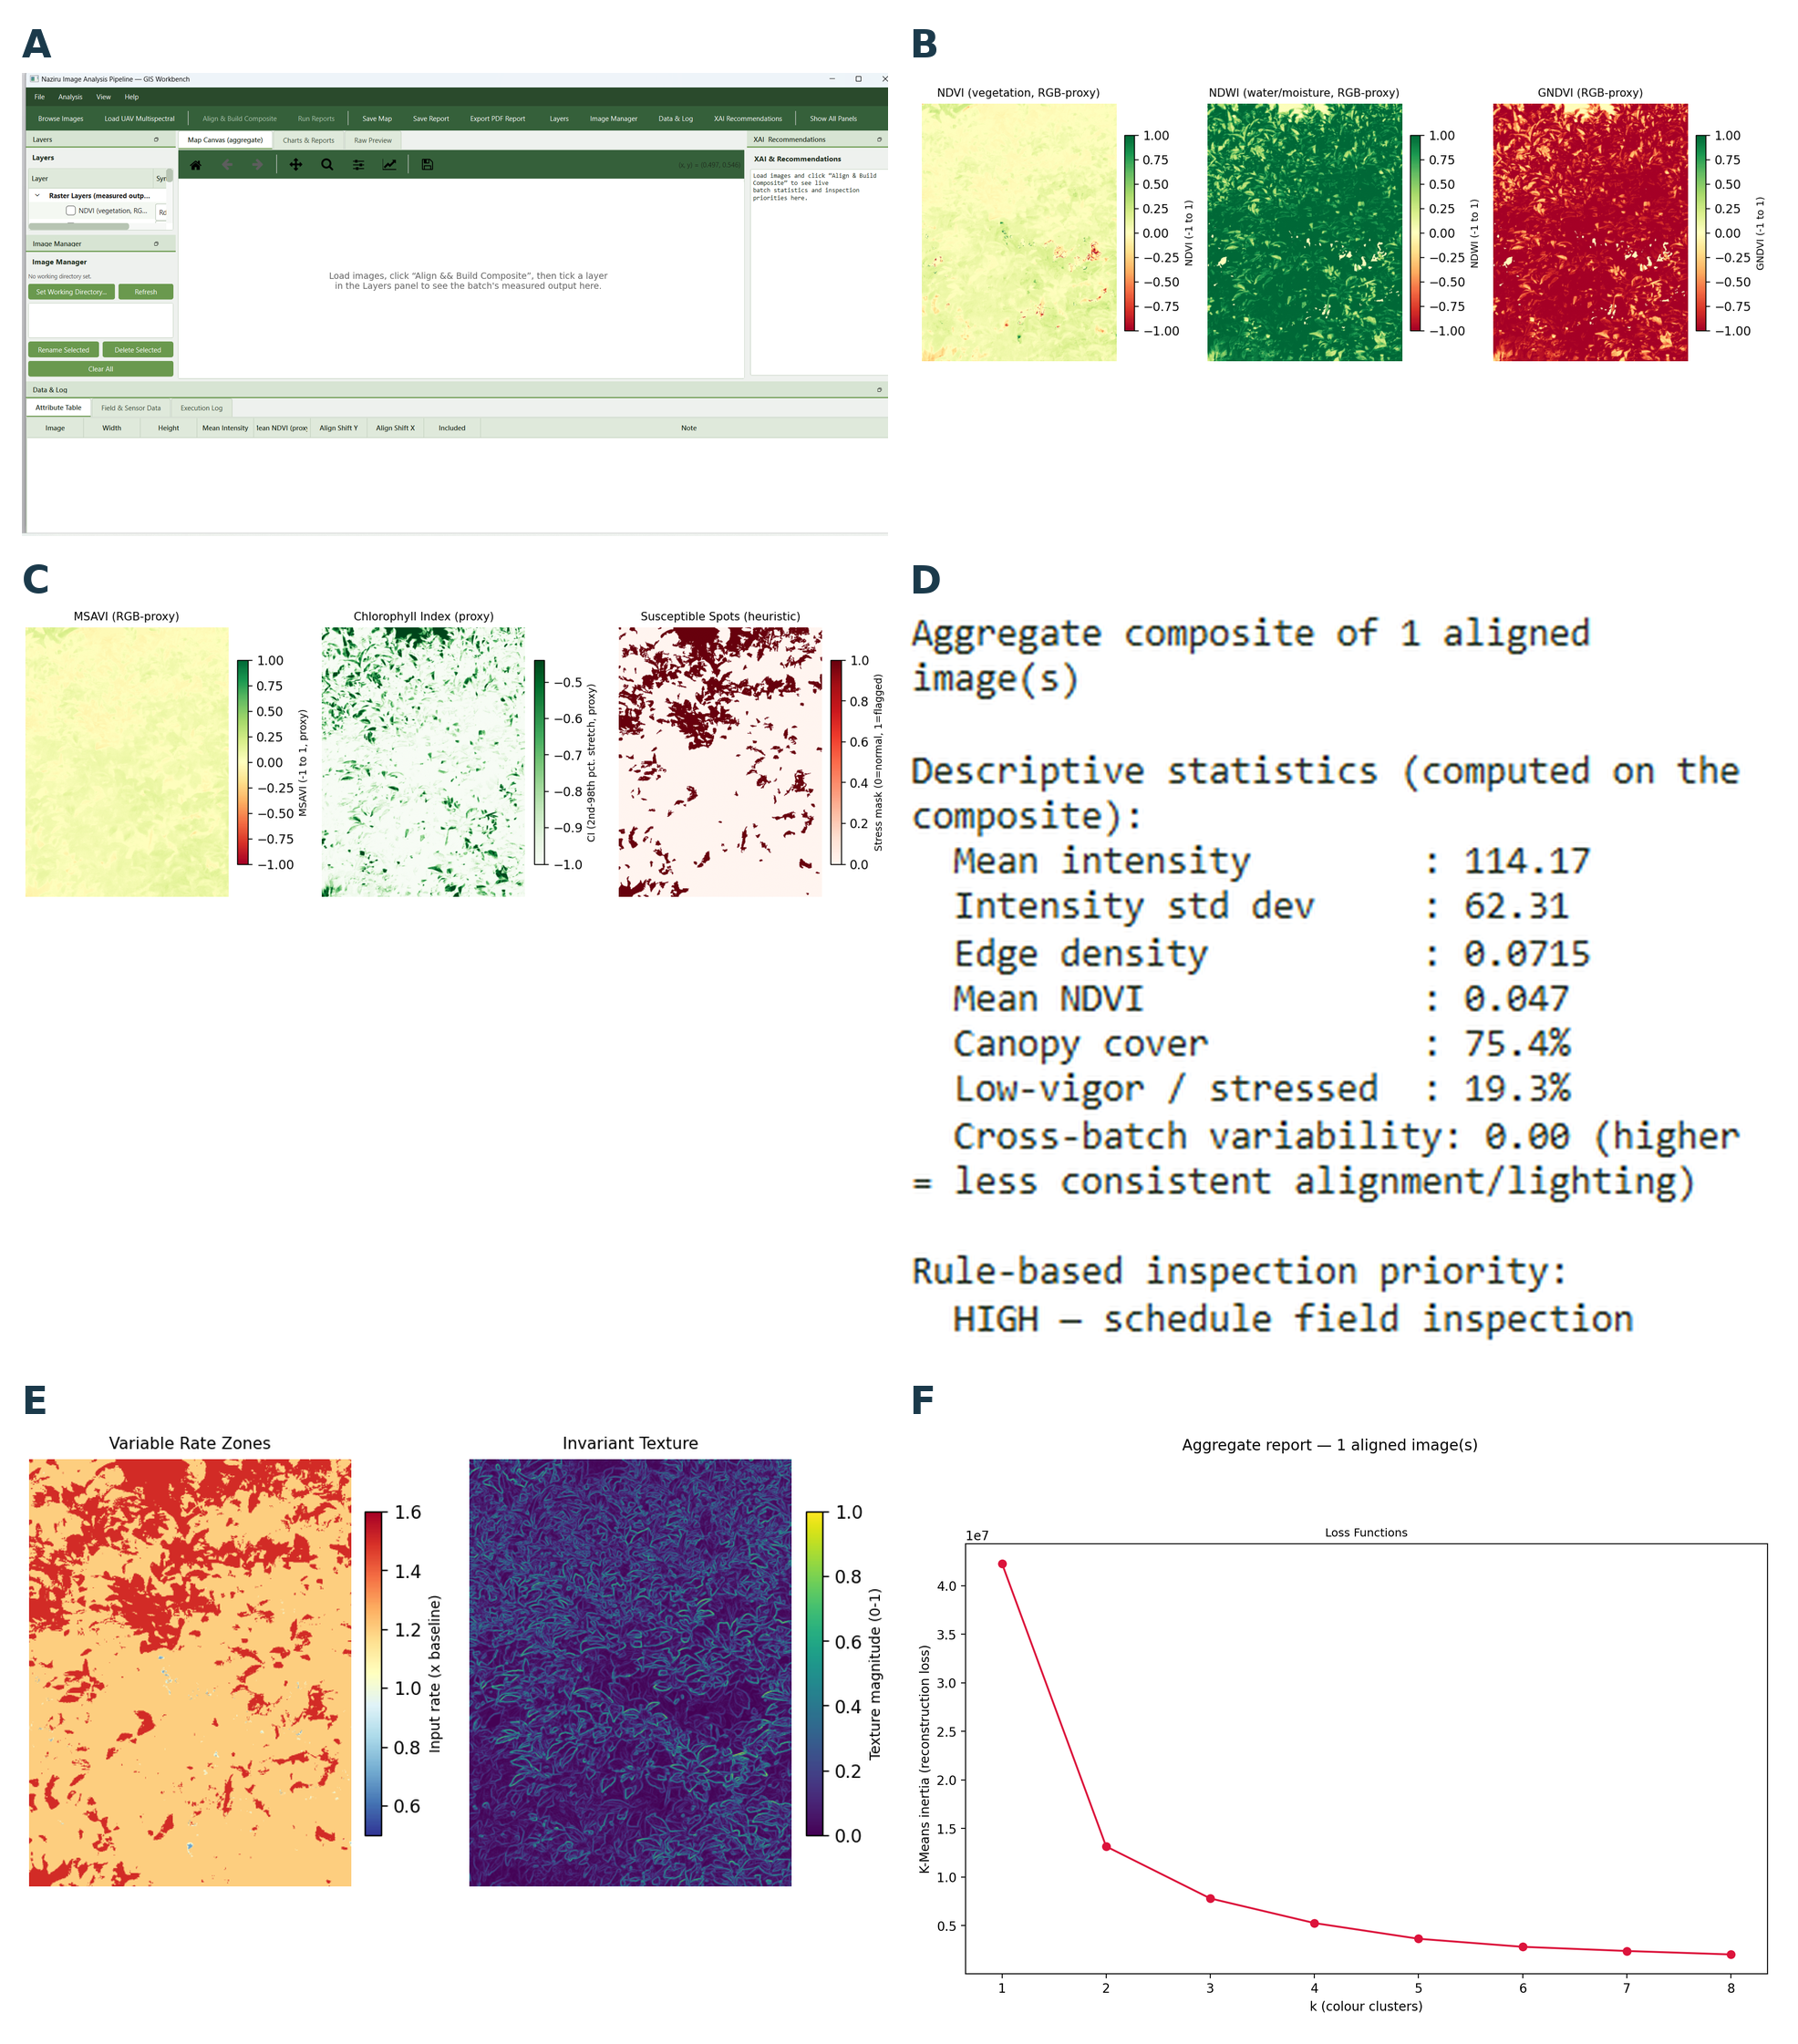 A
Naziru Image Analysis Pipeline — GIS Workbench
File Analysis View Help
Browse Images Load UAV Multispectral Align & Build Composite Run Reports Save Map Save Report Export PDF Report Layers Image Manager Data & Log XAI Recommendations Show All Panels
Layers
Map Canvas (aggregate) Charts & Reports Raw Preview
XAI Recommendations
Layers
Layer
Raster Layers (measured outp...
NDVI (vegetation, RG...
(x, y) = (0.497, 0.546)
XAI & Recommendations
Load images and click “Align & Build
Composite” to see live
batch statistics and inspection
priorities here.
Image Manager
Image Manager
No working directory set.
Set Working Directory... Refresh
Rename Selected Delete Selected
Clear All
Load images, click “Align && Build Composite”, then tick a layer
in the Layers panel to see the batch's measured output here.
Data & Log
Attribute Table Field & Sensor Data Execution Log
Image Width Height Mean Intensity lean NDVI (prox Align Shift Y Align Shift X Included Note
B
NDVI (vegetation, RGB-proxy)
1.00
0.75
0.50
0.25
0.00
−0.25
−0.50
−0.75
−1.00
NDVI (-1 to 1)
NDWI (water/moisture, RGB-proxy)
1.00
0.75
0.50
0.25
0.00
−0.25
−0.50
−0.75
−1.00
NDWI (-1 to 1)
GNDVI (RGB-proxy)
1.00
0.75
0.50
0.25
0.00
−0.25
−0.50
−0.75
−1.00
GNDVI (-1 to 1)
C
MSAVI (RGB-proxy)
1.00
0.75
0.50
0.25
0.00
−0.25
−0.50
−0.75
−1.00
MSAVI (-1 to 1, proxy)
Chlorophyll Index (proxy)
−0.5
−0.6
−0.7
−0.8
−0.9
−1.0
CI (2nd-98th pct. stretch, proxy)
Susceptible Spots (heuristic)
1.0
0.8
0.6
0.4
0.2
0.0
Stress mask (0=normal, 1=flagged)
D
Aggregate composite of 1 aligned
image(s)
Descriptive statistics (computed on the
composite):
Mean intensity : 114.17
Intensity std dev : 62.31
Edge density : 0.0715
Mean NDVI : 0.047
Canopy cover : 75.4%
Low-vigor / stressed : 19.3%
Cross-batch variability: 0.00 (higher
= less consistent alignment/lighting)
Rule-based inspection priority:
HIGH — schedule field inspection
E
Variable Rate Zones
1.6
1.4
1.2
1.0
0.8
0.6
Input rate (x baseline)
Invariant Texture
1.0
0.8
0.6
0.4
0.2
0.0
Texture magnitude (0-1)
F
Aggregate report — 1 aligned image(s)
Loss Functions
1e7
4.0
3.5
3.0
2.5
2.0
1.5
1.0
0.5
K-Means inertia (reconstruction loss)
1 2 3 4 5 6 7 8
k (colour clusters)